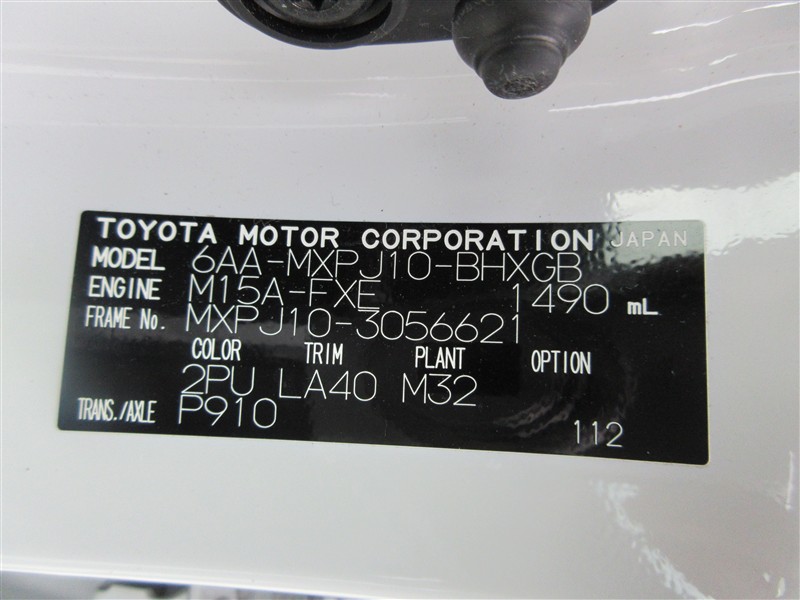 TOYOTA MOTOR CORPORATION JAPAN
MODEL 6AA-MXPJ10-BHXGB
ENGINE M15A-FXE 1490 mL
FRAME No. MXPJ10-3056621
COLOR TRIM PLANT OPTION
2PU LA40 M32
TRANS./AXLE P910 112